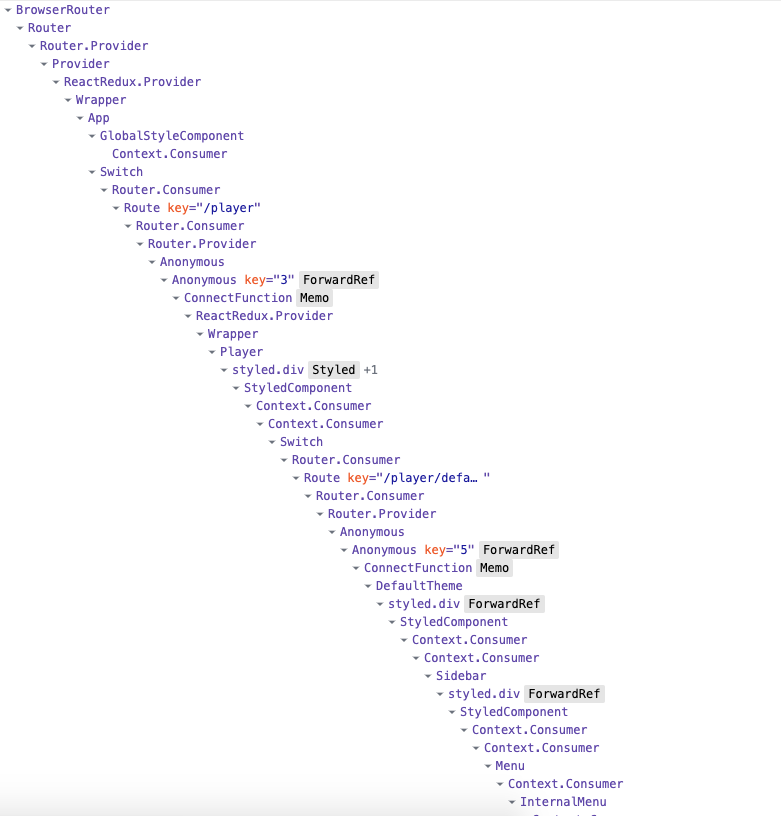 BrowserRouter
Router
Router.Provider
Provider
ReactRedux.Provider
Wrapper
App
GlobalStyleComponent
Context.Consumer
Switch
Router.Consumer
Route key="/player"
Router.Consumer
Router.Provider
Anonymous
Anonymous key="3" ForwardRef
ConnectFunction Memo
ReactRedux.Provider
Wrapper
Player
styled.div Styled +1
StyledComponent
Context.Consumer
Context.Consumer
Switch
Router.Consumer
Route key="/player/defa… "
Router.Consumer
Router.Provider
Anonymous
Anonymous key="5" ForwardRef
ConnectFunction Memo
DefaultTheme
styled.div ForwardRef
StyledComponent
Context.Consumer
Context.Consumer
Sidebar
styled.div ForwardRef
StyledComponent
Context.Consumer
Context.Consumer
Menu
Context.Consumer
InternalMenu